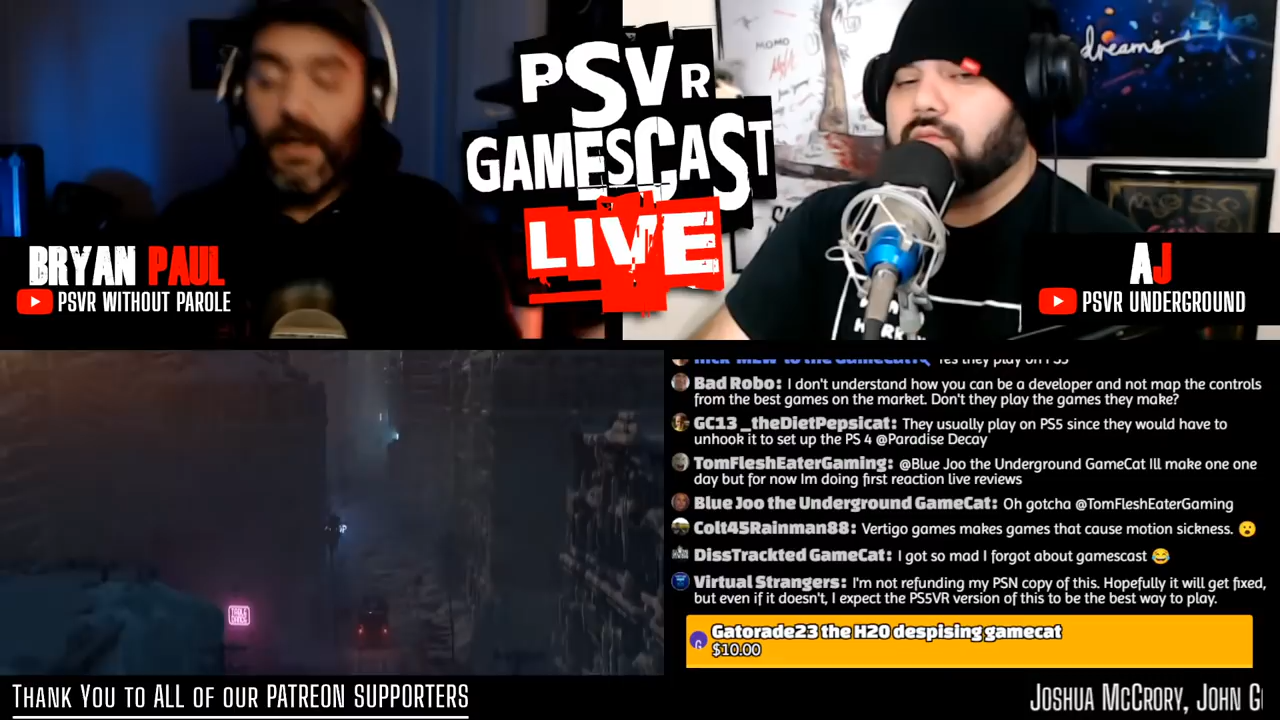 PSVR
GAMESCAST
LIVE
dreams
BRYAN PAUL
PSVR WITHOUT PAROLE
AJ
PSVR UNDERGROUND
Yes they play on PS5
Bad Robo: I don't understand how you can be a developer and not map the controls
from the best games on the market. Don't they play the games they make?
GC13 _theDietPepsicat: They usually play on PS5 since they would have to
unhook it to set up the PS 4 @Paradise Decay
TomFleshEaterGaming: @Blue Joo the Underground GameCat Ill make one one
day but for now Im doing first reaction live reviews
Blue Joo the Underground GameCat: Oh gotcha @TomFleshEaterGaming
Colt45Rainman88: Vertigo games makes games that cause motion sickness. 😮
DissTrackted GameCat: I got so mad I forgot about gamescast 😂
Virtual Strangers: I'm not refunding my PSN copy of this. Hopefully it will get fixed,
but even if it doesn't, I expect the PS5VR version of this to be the best way to play.
Gatorade23 the H20 despising gamecat
$10.00
THANK YOU TO ALL OF OUR PATREON SUPPORTERS
JOSHUA MCCRORY, JOHN